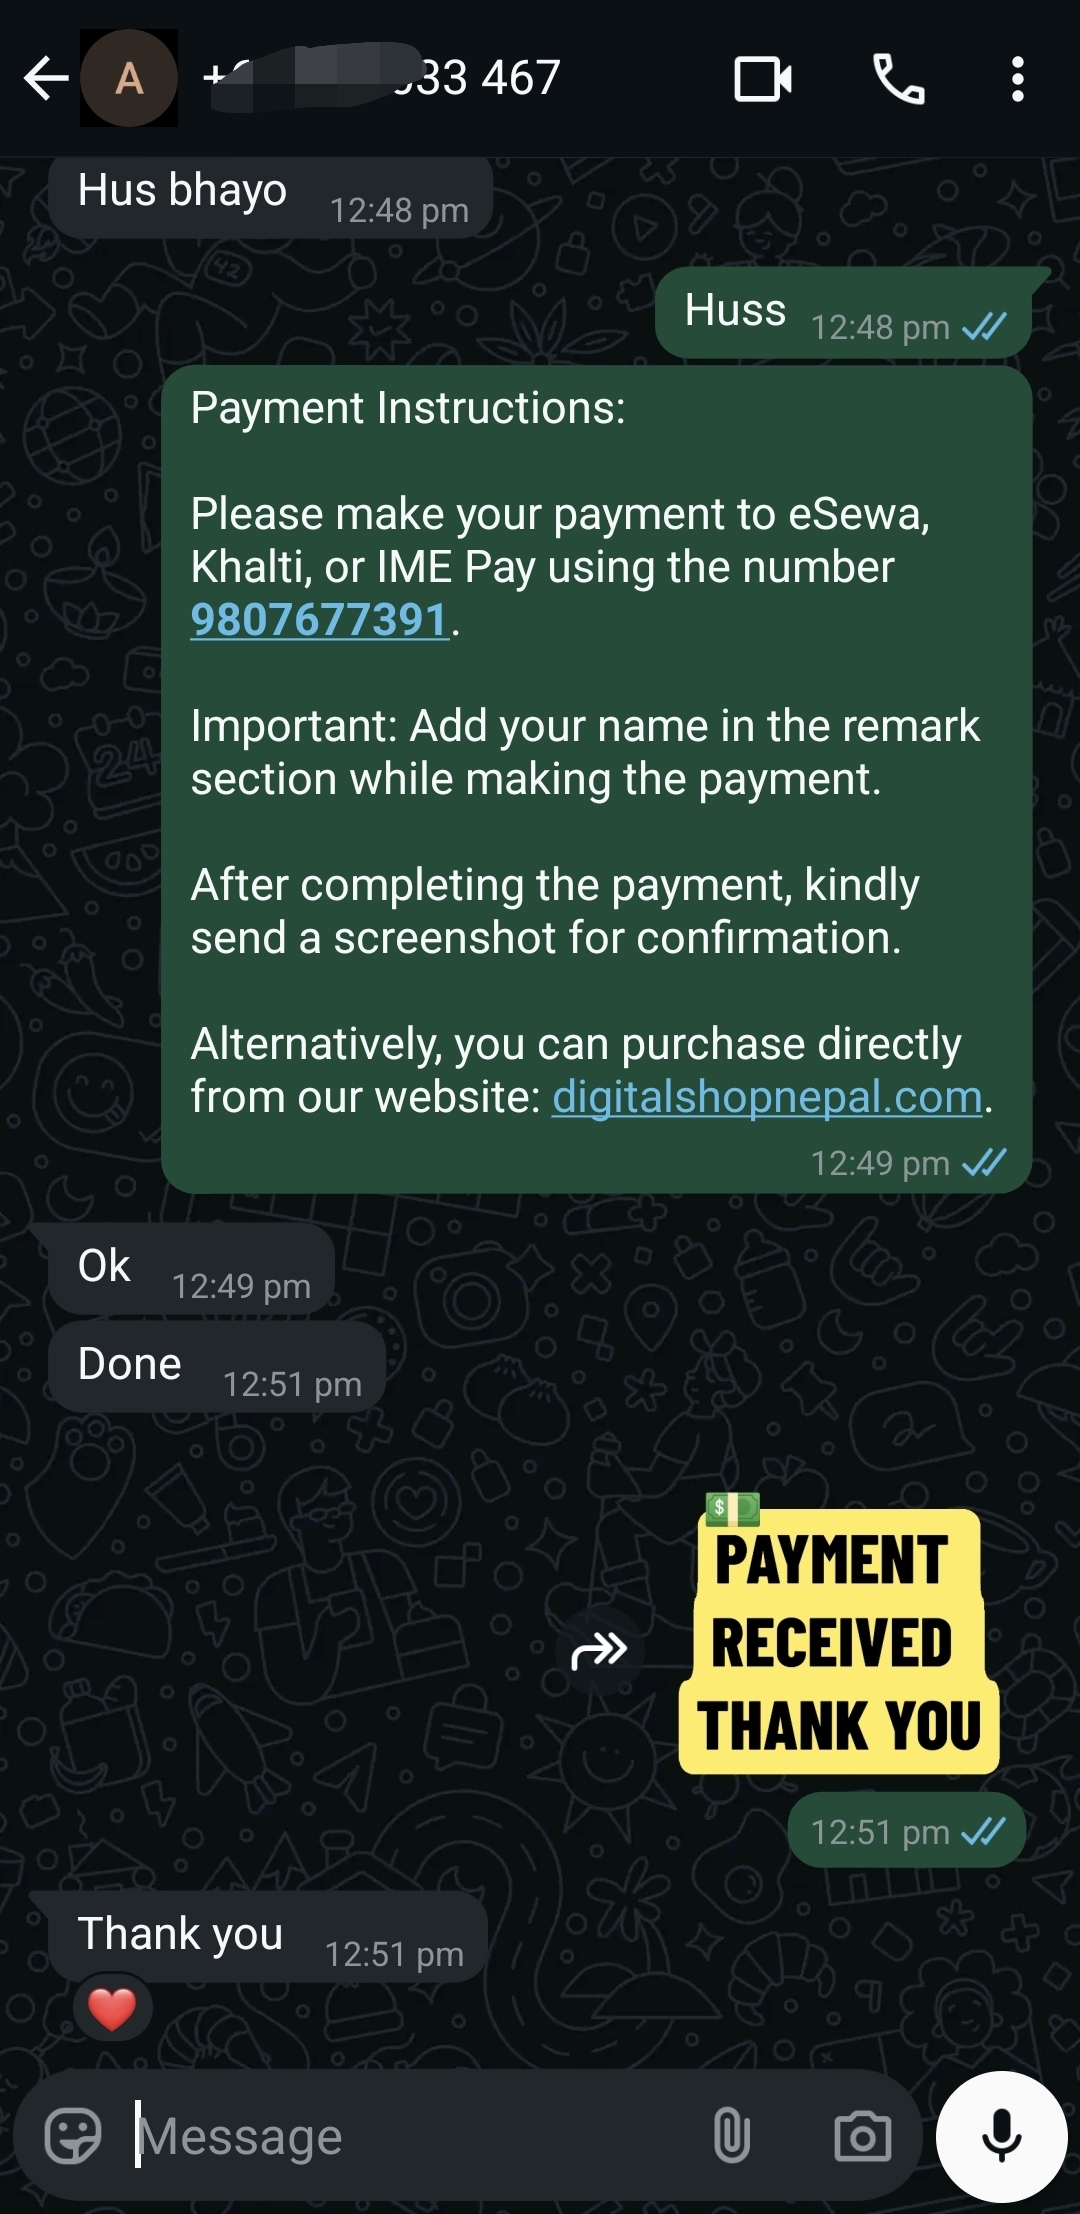 A
33 467
Hus bhayo
12:48 pm
Huss
12:48 pm
Payment Instructions:
Please make your payment to eSewa,
Khalti, or IME Pay using the number
9807677391.
Important: Add your name in the remark
section while making the payment.
After completing the payment, kindly
send a screenshot for confirmation.
Alternatively, you can purchase directly
from our website: digitalshopnepal.com.
12:49 pm
Ok
12:49 pm
Done
12:51 pm
PAYMENT
RECEIVED
THANK YOU
12:51 pm
Thank you
12:51 pm
Message